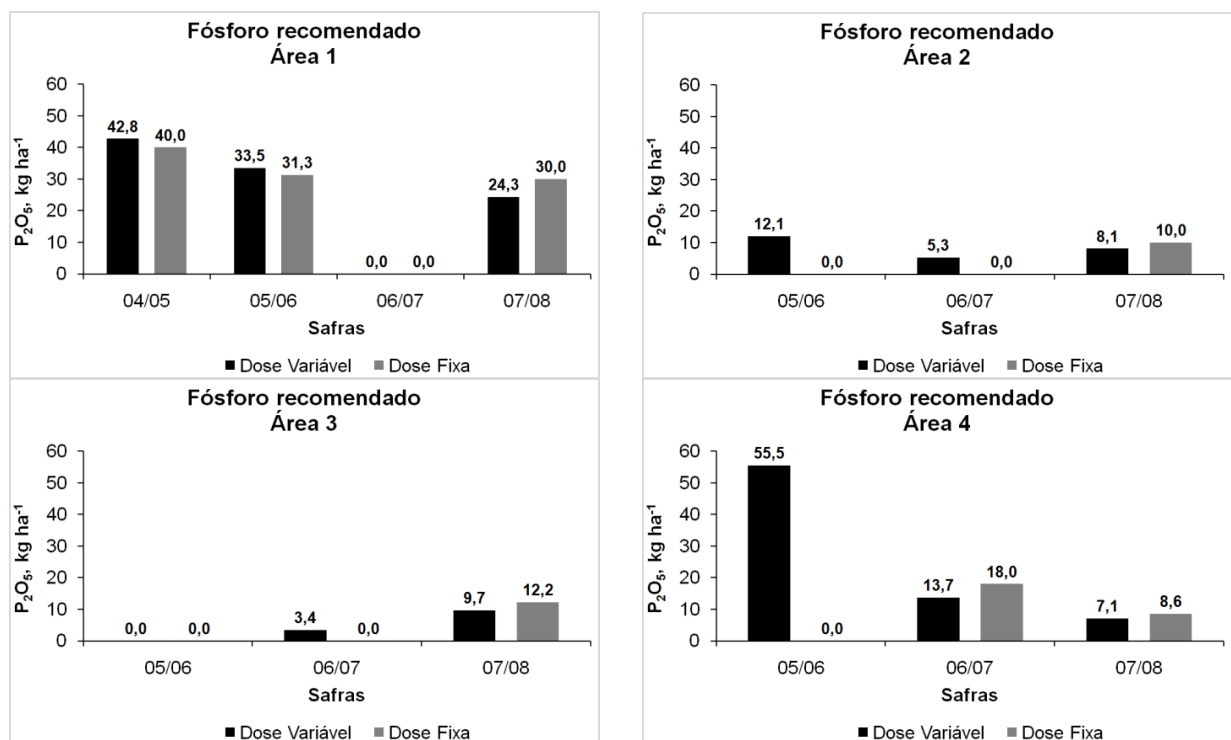 Fósforo recomendado
Área 1
P₂O₅, kg ha⁻¹
60
50
40
30
20
10
0
42,8
40,0
33,5
31,3
0,0
0,0
24,3
30,0
04/05
05/06
06/07
07/08
Safras
Dose Variável
Dose Fixa
Fósforo recomendado
Área 2
P₂O₅, kg ha⁻¹
60
50
40
30
20
10
0
12,1
0,0
5,3
0,0
8,1
10,0
05/06
06/07
07/08
Safras
Dose Variável
Dose Fixa
Fósforo recomendado
Área 3
P₂O₅, kg ha⁻¹
60
50
40
30
20
10
0
0,0
0,0
3,4
0,0
9,7
12,2
05/06
06/07
07/08
Safras
Dose Variável
Dose Fixa
Fósforo recomendado
Área 4
P₂O₅, kg ha⁻¹
60
50
40
30
20
10
0
55,5
0,0
13,7
18,0
7,1
8,6
05/06
06/07
07/08
Safras
Dose Variável
Dose Fixa